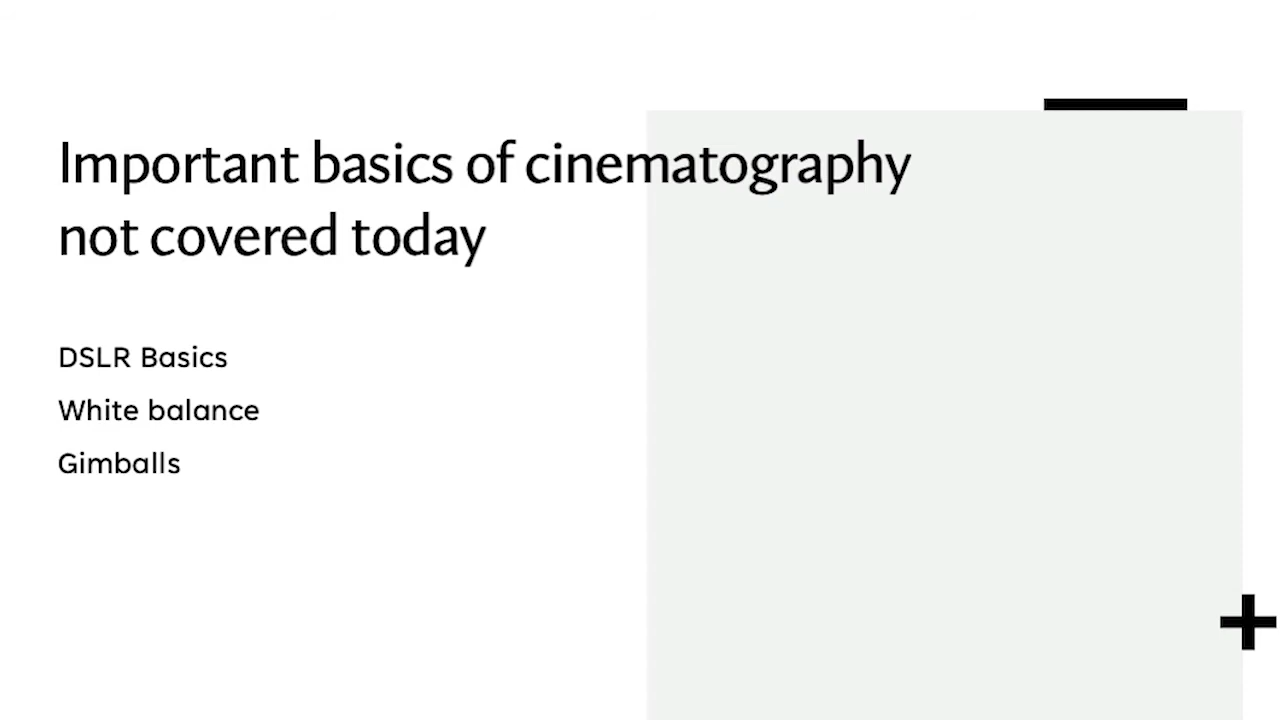 Important basics of cinematography
not covered today
DSLR Basics
White balance
Gimballs